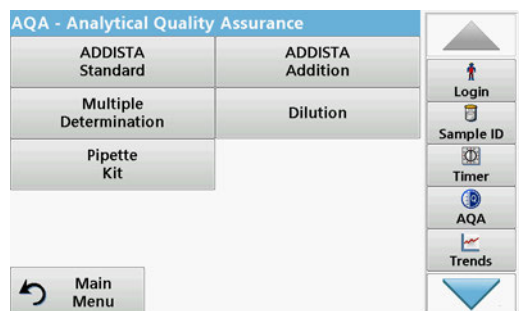 AQA - Analytical Quality Assurance
ADDISTA
Standard
ADDISTA
Addition
Multiple
Determination
Dilution
Pipette
Kit
Main
Menu
Login
Sample ID
Timer
AQA
Trends